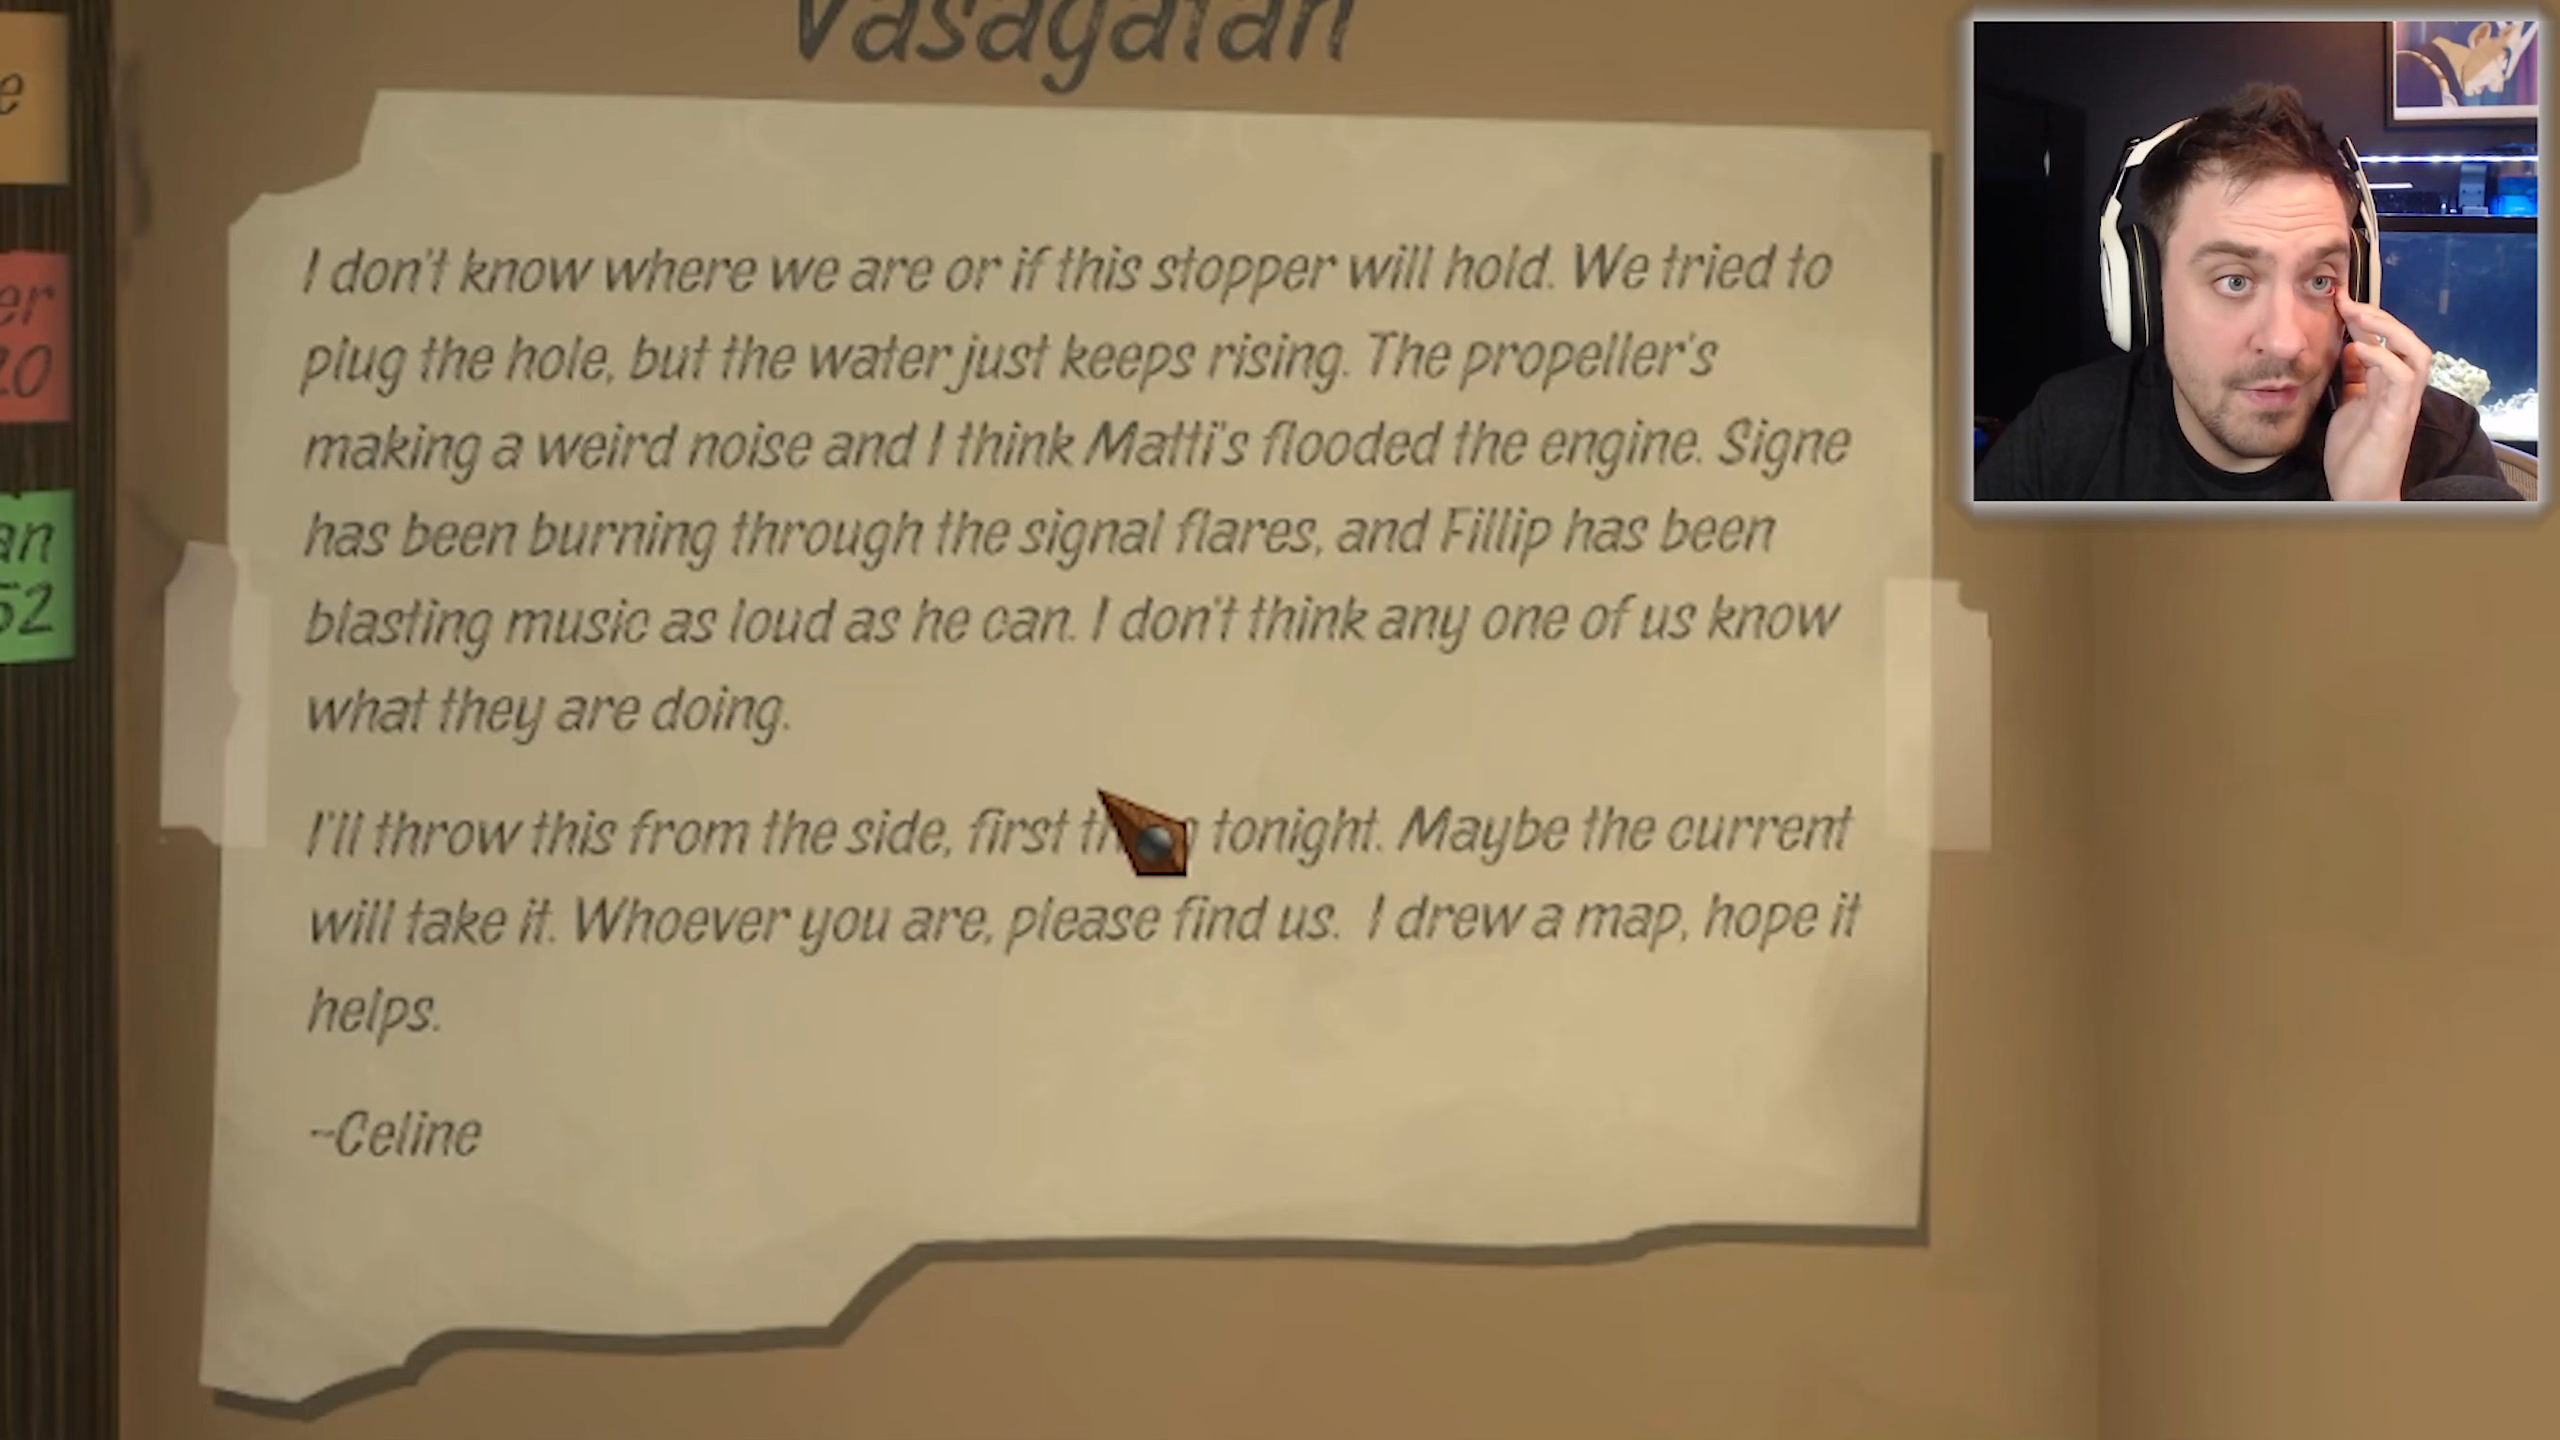 Vasagatan
e
er
10
an
52
I don't know where we are or if this stopper will hold. We tried to
plug the hole, but the water just keeps rising. The propeller's
making a weird noise and I think Matti's flooded the engine. Signe
has been burning through the signal flares, and Fillip has been
blasting music as loud as he can. I don't think any one of us know
what they are doing.
I'll throw this from the side, first tonight. Maybe the current
will take it. Whoever you are, please find us. I drew a map, hope it
helps.
-Celine